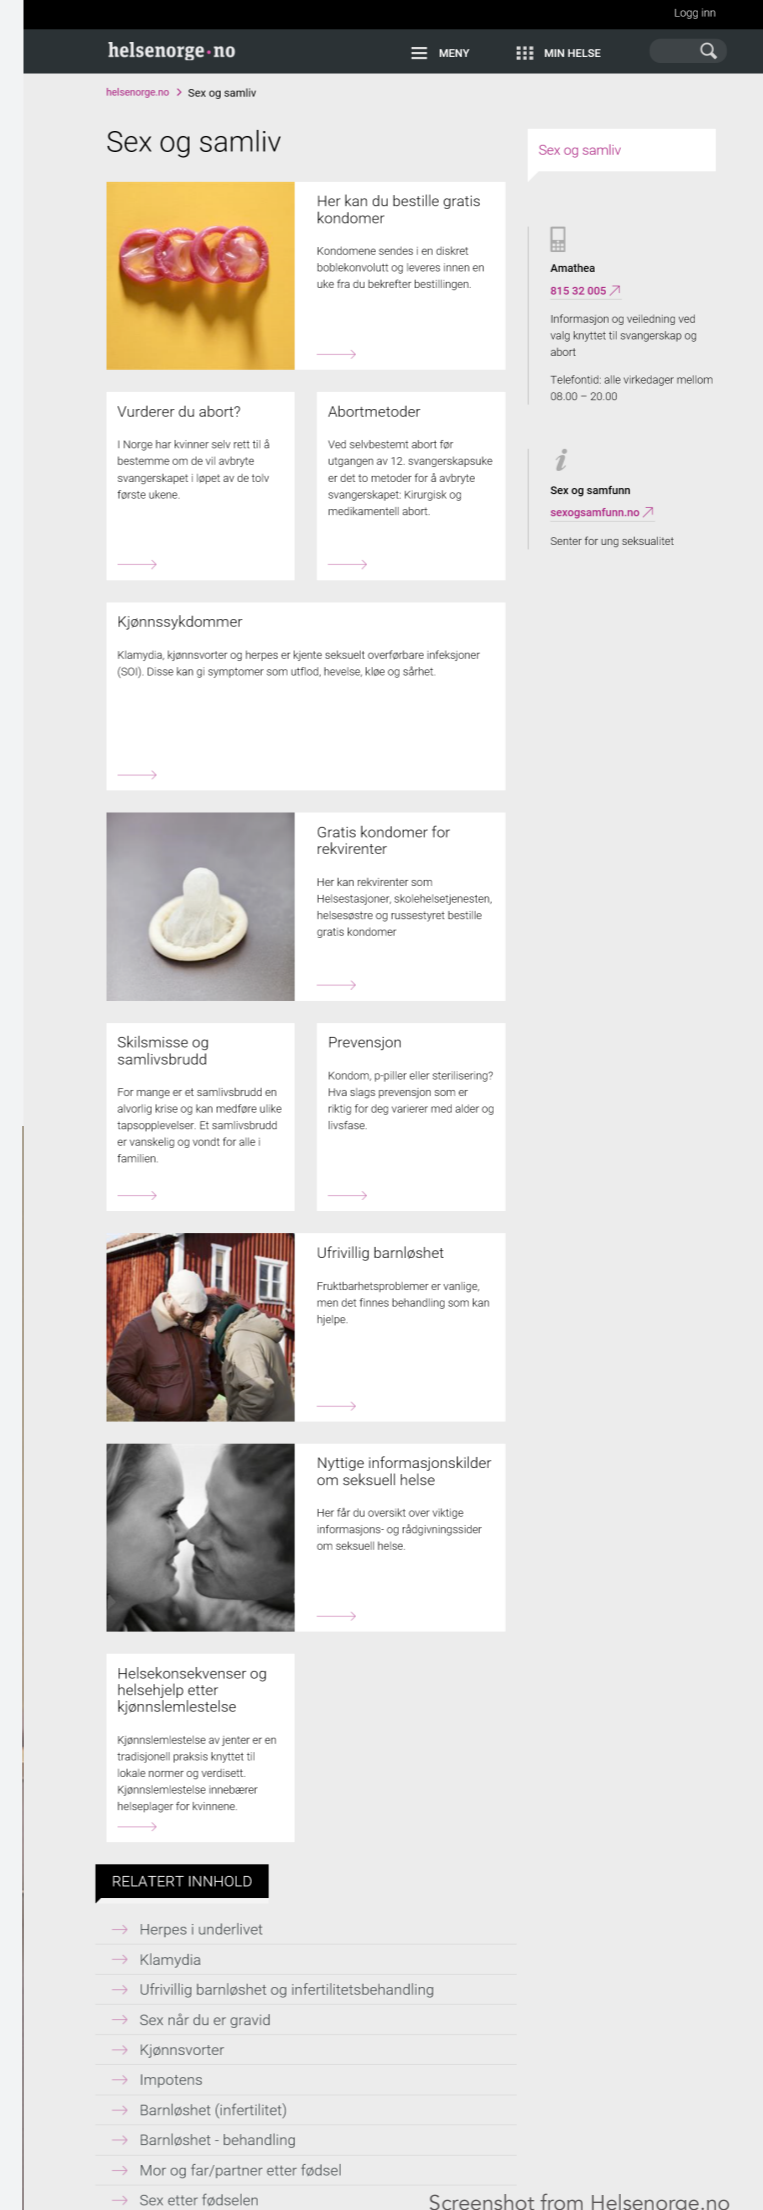 Logg inn
helsenorge·no
MENY
MIN HELSE
helsenorge.no > Sex og samliv
Sex og samliv
Her kan du bestille gratis
kondomer
Kondomene sendes i en diskret
boblekonvolutt og leveres innen en
uke fra du bekrefter bestillingen.
Vurderer du abort?
I Norge har kvinner selv rett til å
bestemme om de vil avbryte
svangerskapet i løpet av de tolv
første ukene.
Abortmetoder
Ved selvbestemt abort før
utgangen av 12. svangerskapsuke
er det to metoder for å avbryte
svangerskapet: Kirurgisk og
medikamentell abort.
Kjønnssykdommer
Klamydia, kjønnsvorter og herpes er kjente seksuelt overførbare infeksjoner
(SOI). Disse kan gi symptomer som utflod, hevelse, kløe og sårhet.
Gratis kondomer for
rekvirenter
Her kan rekvirenter som
Helsestasjoner, skolehelsetjenesten,
helsesøstre og russestyret bestille
gratis kondomer
Skilsmisse og
samlivsbrudd
For mange er et samlivsbrudd en
alvorlig krise og kan medføre ulike
tapsopplevelser. Et samlivsbrudd
er vanskelig og vondt for alle i
familien.
Prevensjon
Kondom, p-piller eller sterilisering?
Hva slags prevensjon som er
riktig for deg varierer med alder og
livsfase.
Ufrivillig barnløshet
Fruktbarhetsproblemer er vanlige,
men det finnes behandling som kan
hjelpe.
Nyttige informasjonskilder
om seksuell helse
Her får du oversikt over viktige
informasjons- og rådgivningssider
om seksuell helse.
Helsekonsekvenser og
helsehjelp etter
kjønnslemlestelse
Kjønnslemlestelse av jenter er en
tradisjonell praksis knyttet til
lokale normer og verdisett.
Kjønnslemlestelse innebærer
helseplager for kvinnene.
Sex og samliv
Amathea
815 32 005
Informasjon og veiledning ved
valg knyttet til svangerskap og
abort
Telefontid: alle virkedager mellom
08.00 – 20.00
Sex og samfunn
sexogsamfunn.no
Senter for ung seksualitet
RELATERT INNHOLD
Herpes i underlivet
Klamydia
Ufrivillig barnløshet og infertilitetsbehandling
Sex når du er gravid
Kjønnsvorter
Impotens
Barnløshet (infertilitet)
Barnløshet - behandling
Mor og far/partner etter fødsel
Sex etter fødselen
Screenshot from Helsenorge.no